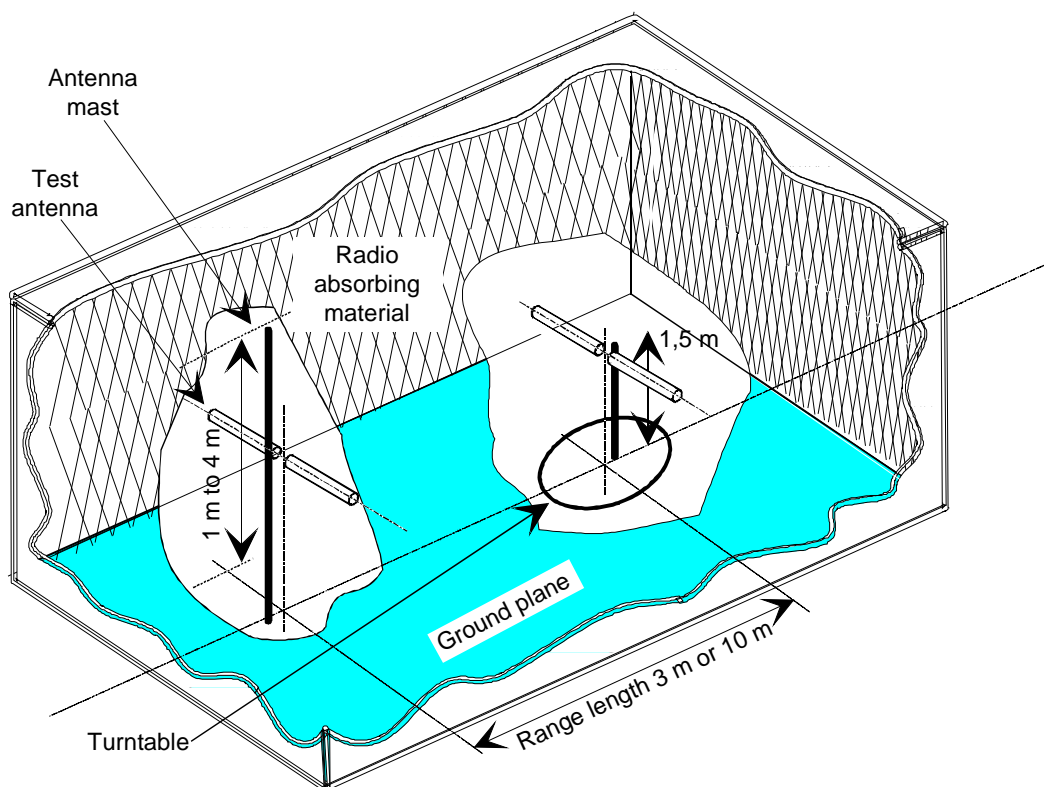 Antenna
mast
Test
antenna
Radio
absorbing
material
1,5 m
1 m to 4 m
Ground plane
Range length 3 m or 10 m
Turntable